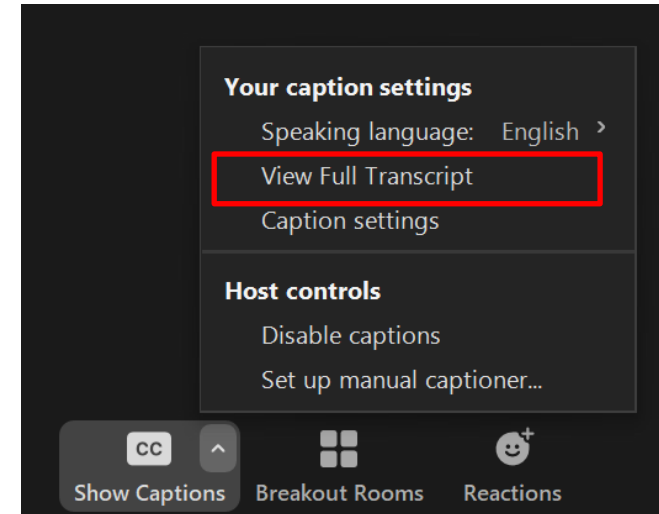 Your caption settings
Speaking language: English >
View Full Transcript
Caption settings
Host controls
Disable captions
Set up manual captioner...
CC
Show Captions
Breakout Rooms
Reactions